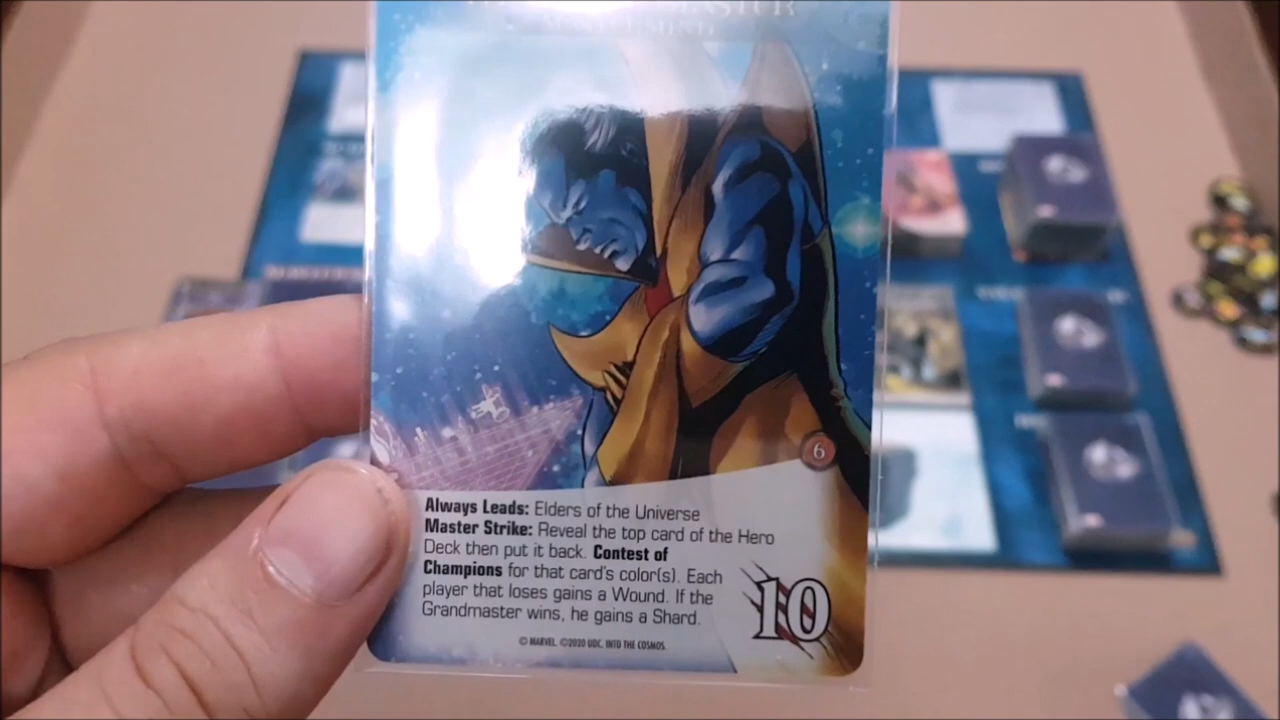 MASTERMIND
6
Always Leads: Elders of the Universe
Master Strike: Reveal the top card of the Hero
Deck then put it back. Contest of
Champions for that card's color(s). Each
player that loses gains a Wound. If the
Grandmaster wins, he gains a Shard.
10
© MARVEL. ©2020 UDC. INTO THE COSMOS.